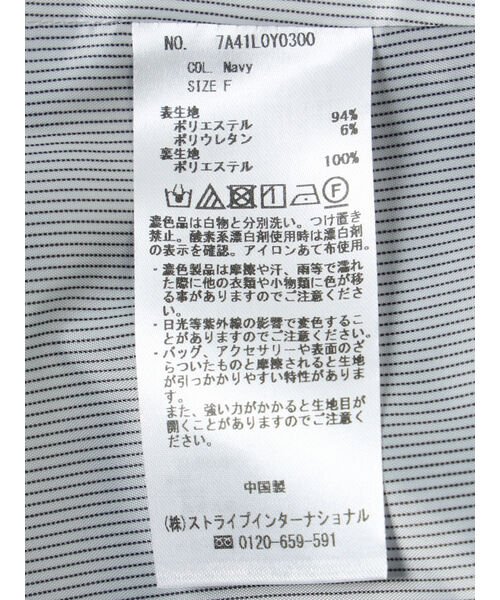 NO. 7A41L0Y0300
COL. Navy
SIZE F
表生地
ポリエステル 94%
ポリウレタン 6%
裏生地
ポリエステル 100%
F
濃色品は白物と分別洗い。つけ置き
禁止。酸素系漂白剤使用時は漂白剤
の表示を確認。アイロンあて布使用。
・濃色製品は摩擦や汗、雨等で濡れ
た際に他の衣類や小物類に色が移
る事がありますのでご注意くださ
い。
・日光等紫外線の影響で変色するこ
とがありますのでご注意ください。
・バッグ、アクセサリーや表面のざ
らついたものと摩擦されると生地
が引っかかりやすい特性がありま
す。
また、強い力がかかると生地目が
開くことがありますのでご注意く
ださい。
中国製
(株)ストライプインターナショナル
0120-659-591